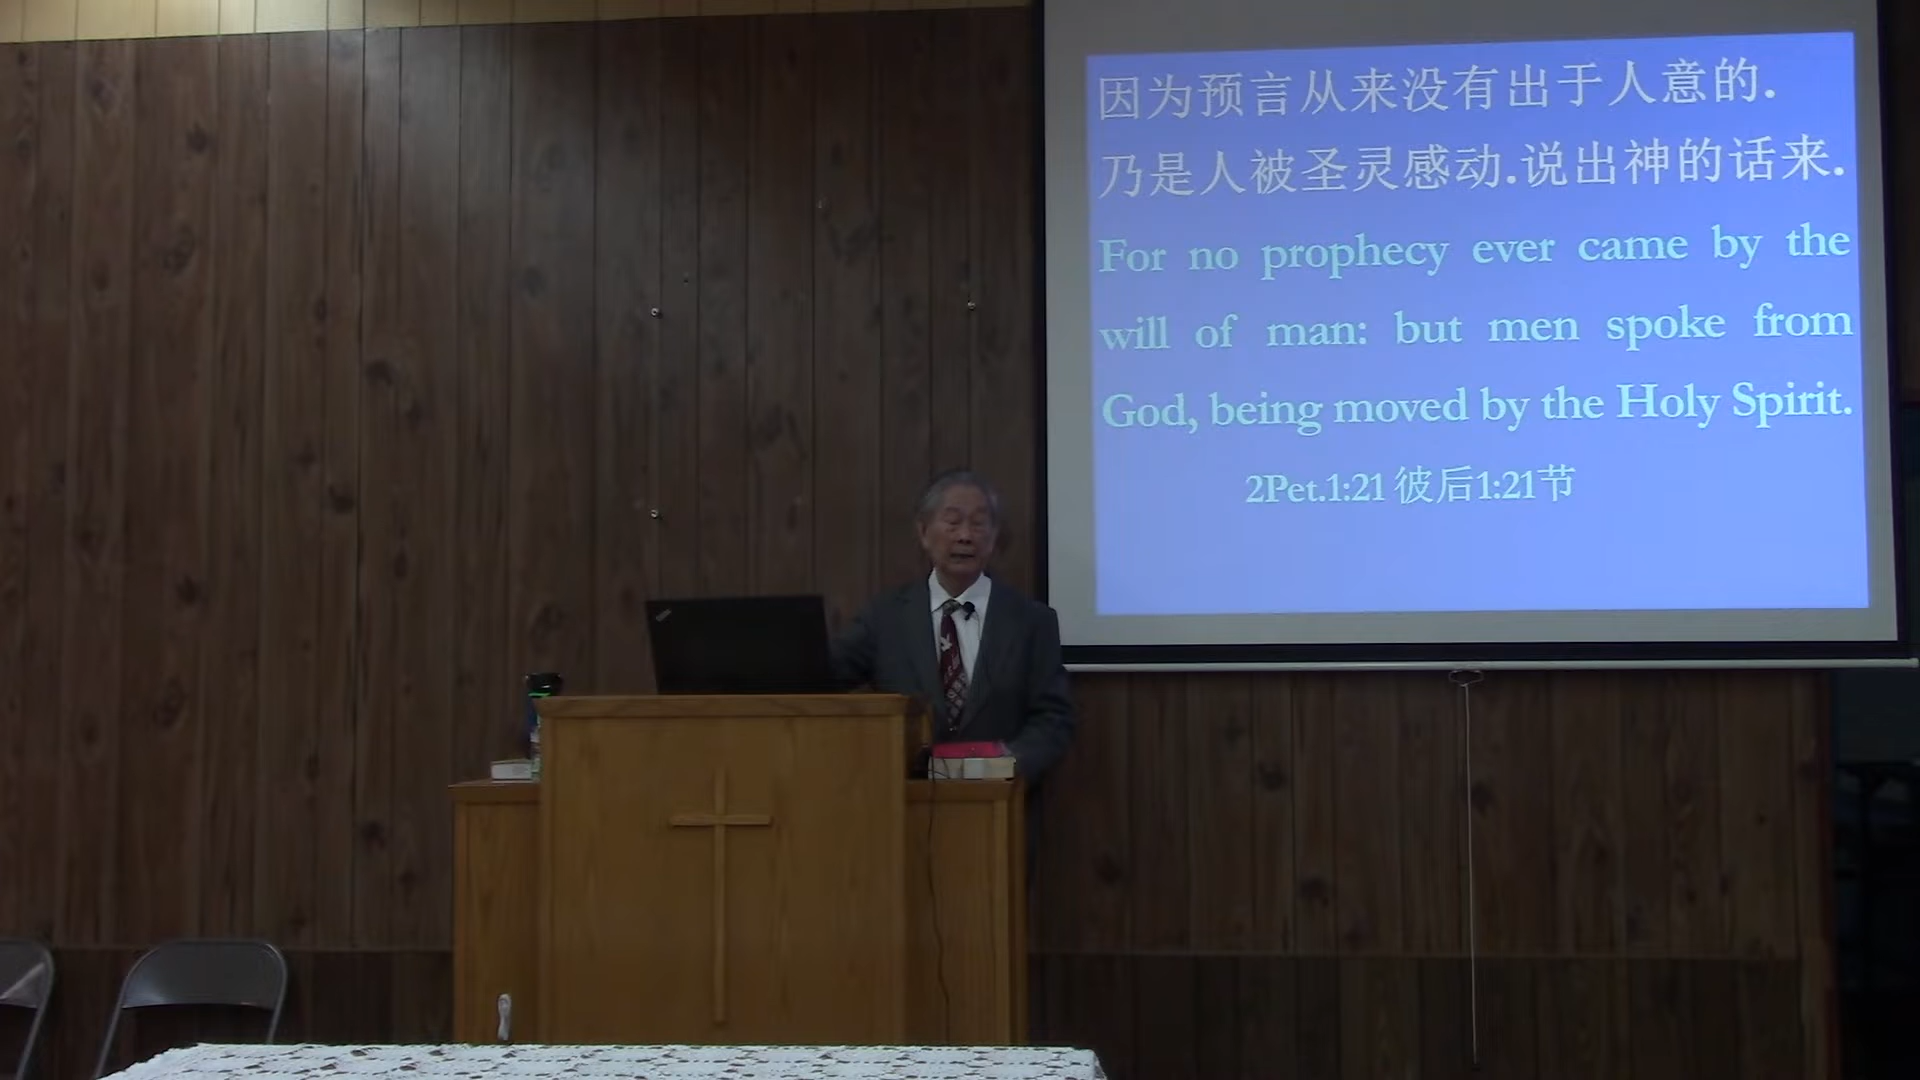 因为预言从来没有出于人意的.
乃是人被圣灵感动.说出神的话来.
For no prophecy ever came by the
will of man: but men spoke from
God, being moved by the Holy Spirit.
2Pet.1:21 彼后1:21节